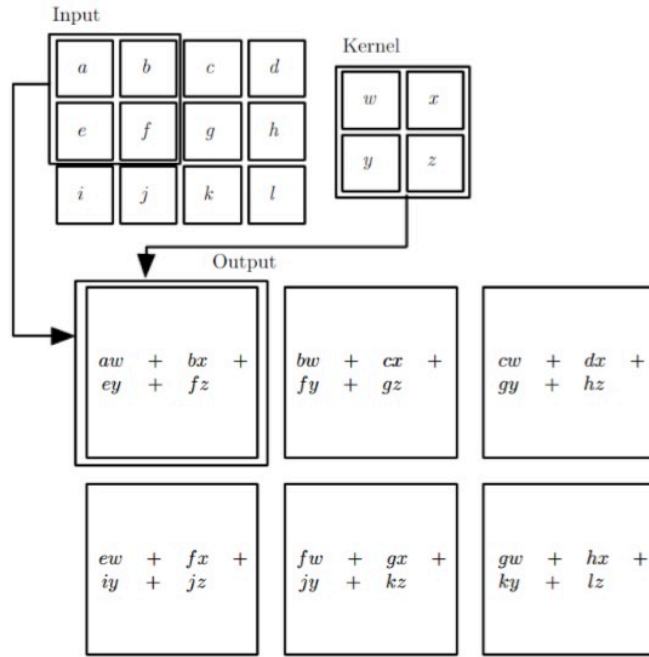 Input
Kernel
a b c d
w x
e f g h
y z
i j k l
Output
aw + bx +
ey + fz
bw + cx +
fy + gz
cw + dx +
gy + hz
ew + fx +
iy + jz
fw + gx +
jy + kz
gw + hx +
ky + lz